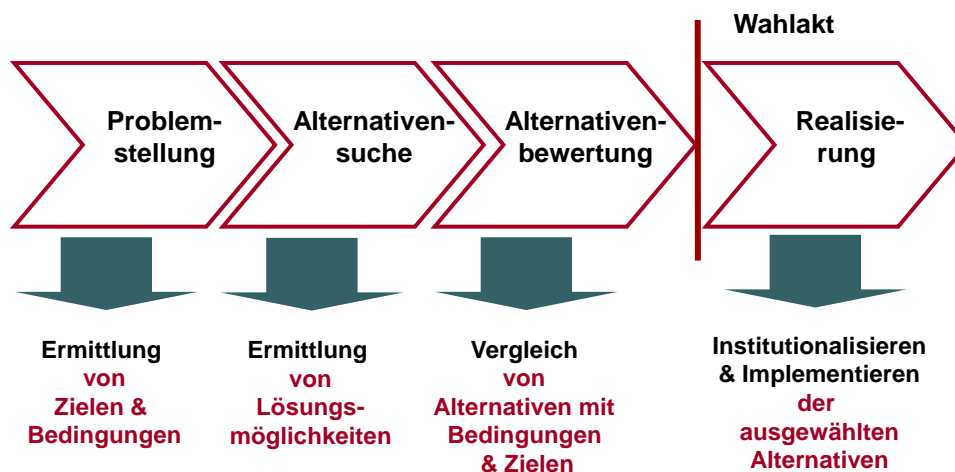 Wahlakt
Problem-
stellung
Alternativen-
suche
Alternativen-
bewertung
Realisie-
rung
Ermittlung
von
Zielen &
Bedingungen
Ermittlung
von
Lösungs-
möglichkeiten
Vergleich
von
Alternativen mit
Bedingungen
& Zielen
Institutionalisieren
& Implementieren
der
ausgewählten
Alternativen